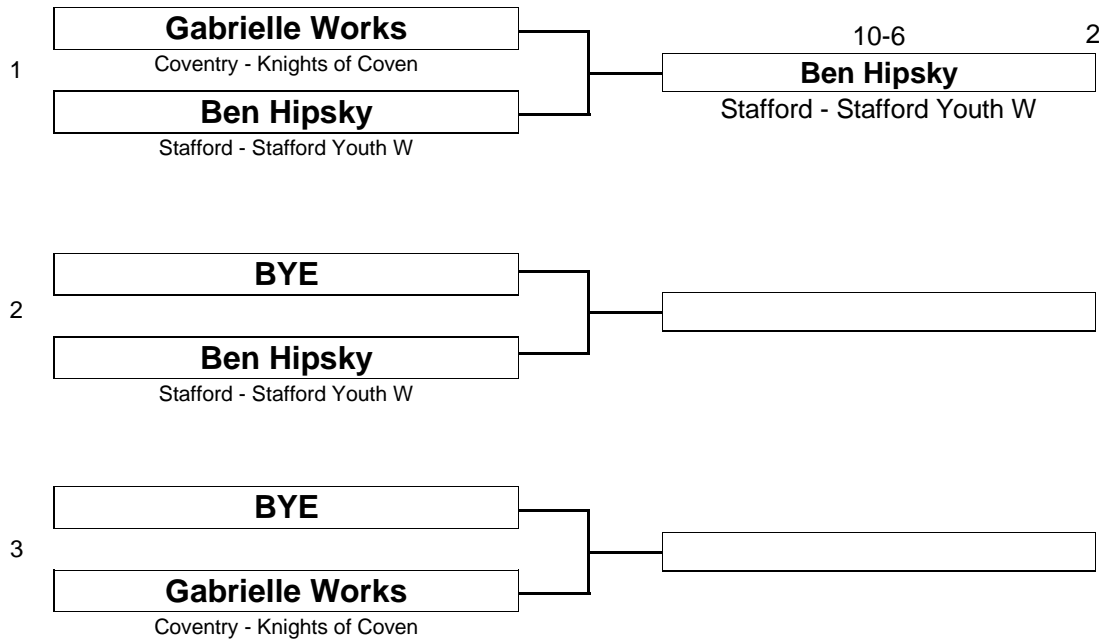 Gabrielle Works
Coventry - Knights of Coven
1
Ben Hipsky
Stafford - Stafford Youth W
10-6 2
Ben Hipsky
Stafford - Stafford Youth W
BYE
2
Ben Hipsky
Stafford - Stafford Youth W
BYE
3
Gabrielle Works
Coventry - Knights of Coven